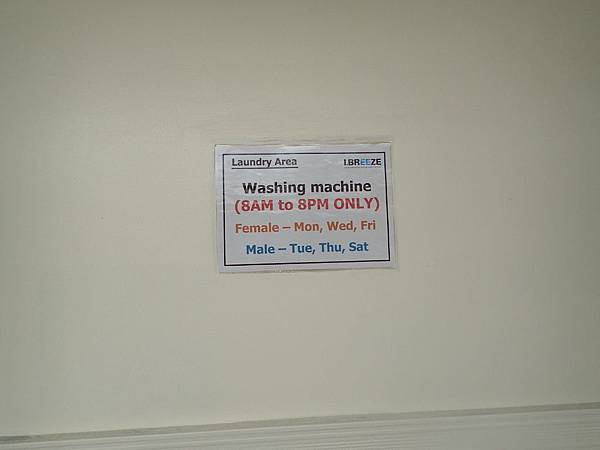 Laundry Area I.BREEZE
Washing machine
(8AM to 8PM ONLY)
Female – Mon, Wed, Fri
Male – Tue, Thu, Sat